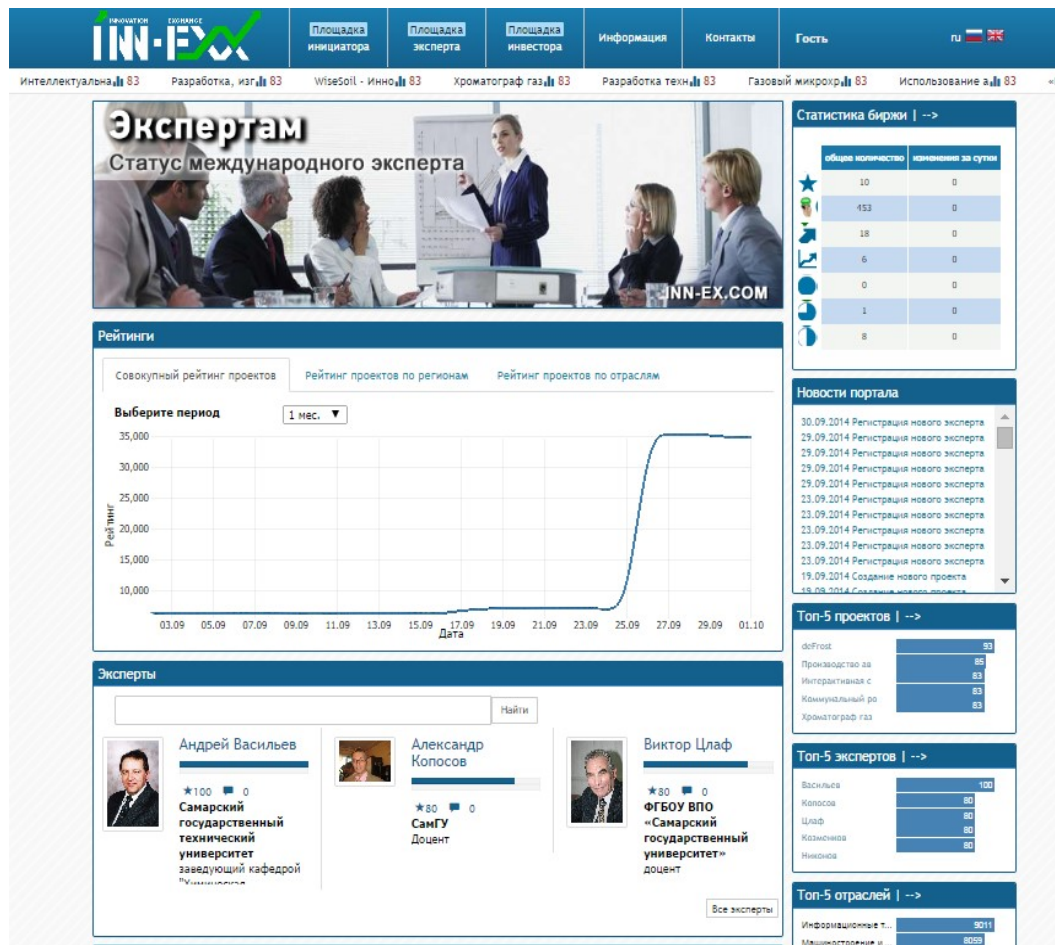 INNOVATION EXCHANGE
INN-EX
Площадка инициатора
Площадка эксперта
Площадка инвестора
Информация
Контакты
Гость
ru
Интеллектуальна 83
Разработка, изг 83
WiseSoil - Инно 83
Хроматограф газ 83
Разработка техн 83
Газовый микрохр 83
Использование а 83
Экспертам
Статус международного эксперта
INN-EX.COM
Рейтинги
Совокупный рейтинг проектов
Рейтинг проектов по регионам
Рейтинг проектов по отраслям
Выберите период
1 мес. ▼
35,000
30,000
25,000
20,000
15,000
10,000
Рейтинг
03.09 05.09 07.09 09.09 11.09 13.09 15.09 17.09 19.09 21.09 23.09 25.09 27.09 29.09 01.10
Дата
Эксперты
Найти
Андрей Васильев
★100 0
Самарский
государственный
технический
университет
заведующий кафедрой
"Химическая
Александр
Копосов
★80 0
СамГУ
Доцент
Виктор Цлаф
★80 0
ФГБОУ ВПО
«Самарский
государственный
университет»
доцент
Все эксперты
Статистика биржи | -->
общее количество изменения за сутки
10 0
453 0
18 0
6 0
0 0
1 0
8 0
Новости портала
30.09.2014 Регистрация нового эксперта
29.09.2014 Регистрация нового эксперта
29.09.2014 Регистрация нового эксперта
29.09.2014 Регистрация нового эксперта
29.09.2014 Регистрация нового эксперта
23.09.2014 Регистрация нового эксперта
23.09.2014 Регистрация нового эксперта
23.09.2014 Регистрация нового эксперта
23.09.2014 Регистрация нового эксперта
23.09.2014 Регистрация нового эксперта
19.09.2014 Создание нового проекта
19.09.2014 Создание нового проекта
Топ-5 проектов | -->
deFrost 93
Производство ав 85
Интерактивная с 83
Коммунальный ро 83
Хроматограф газ 83
Топ-5 экспертов | -->
Васильев 100
Копосов 80
Цлаф 80
Козменков 80
Никонов 80
Топ-5 отраслей | -->
Информационные т... 9011
Машиностроение и... 8059